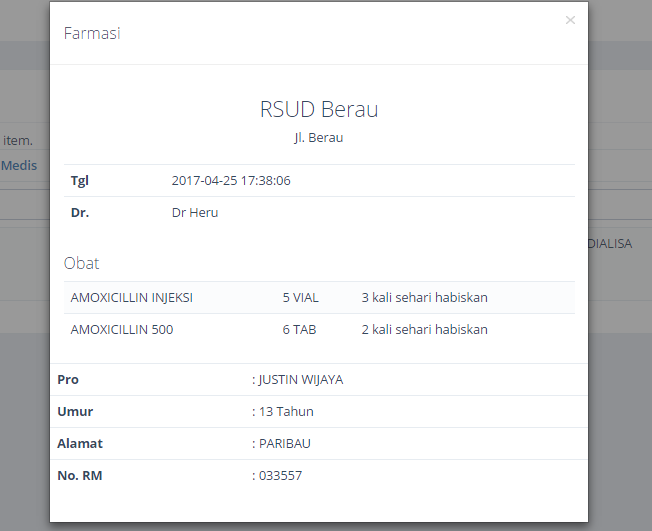 Farmasi ×
RSUD Berau
Jl. Berau
item.
Tgl 2017-04-25 17:38:06
Medis
Dr. Dr Heru
DIALISA
Obat
AMOXICILLIN INJEKSI 5 VIAL 3 kali sehari habiskan
AMOXICILLIN 500 6 TAB 2 kali sehari habiskan
Pro : JUSTIN WIJAYA
Umur : 13 Tahun
Alamat : PARIBAU
No. RM : 033557